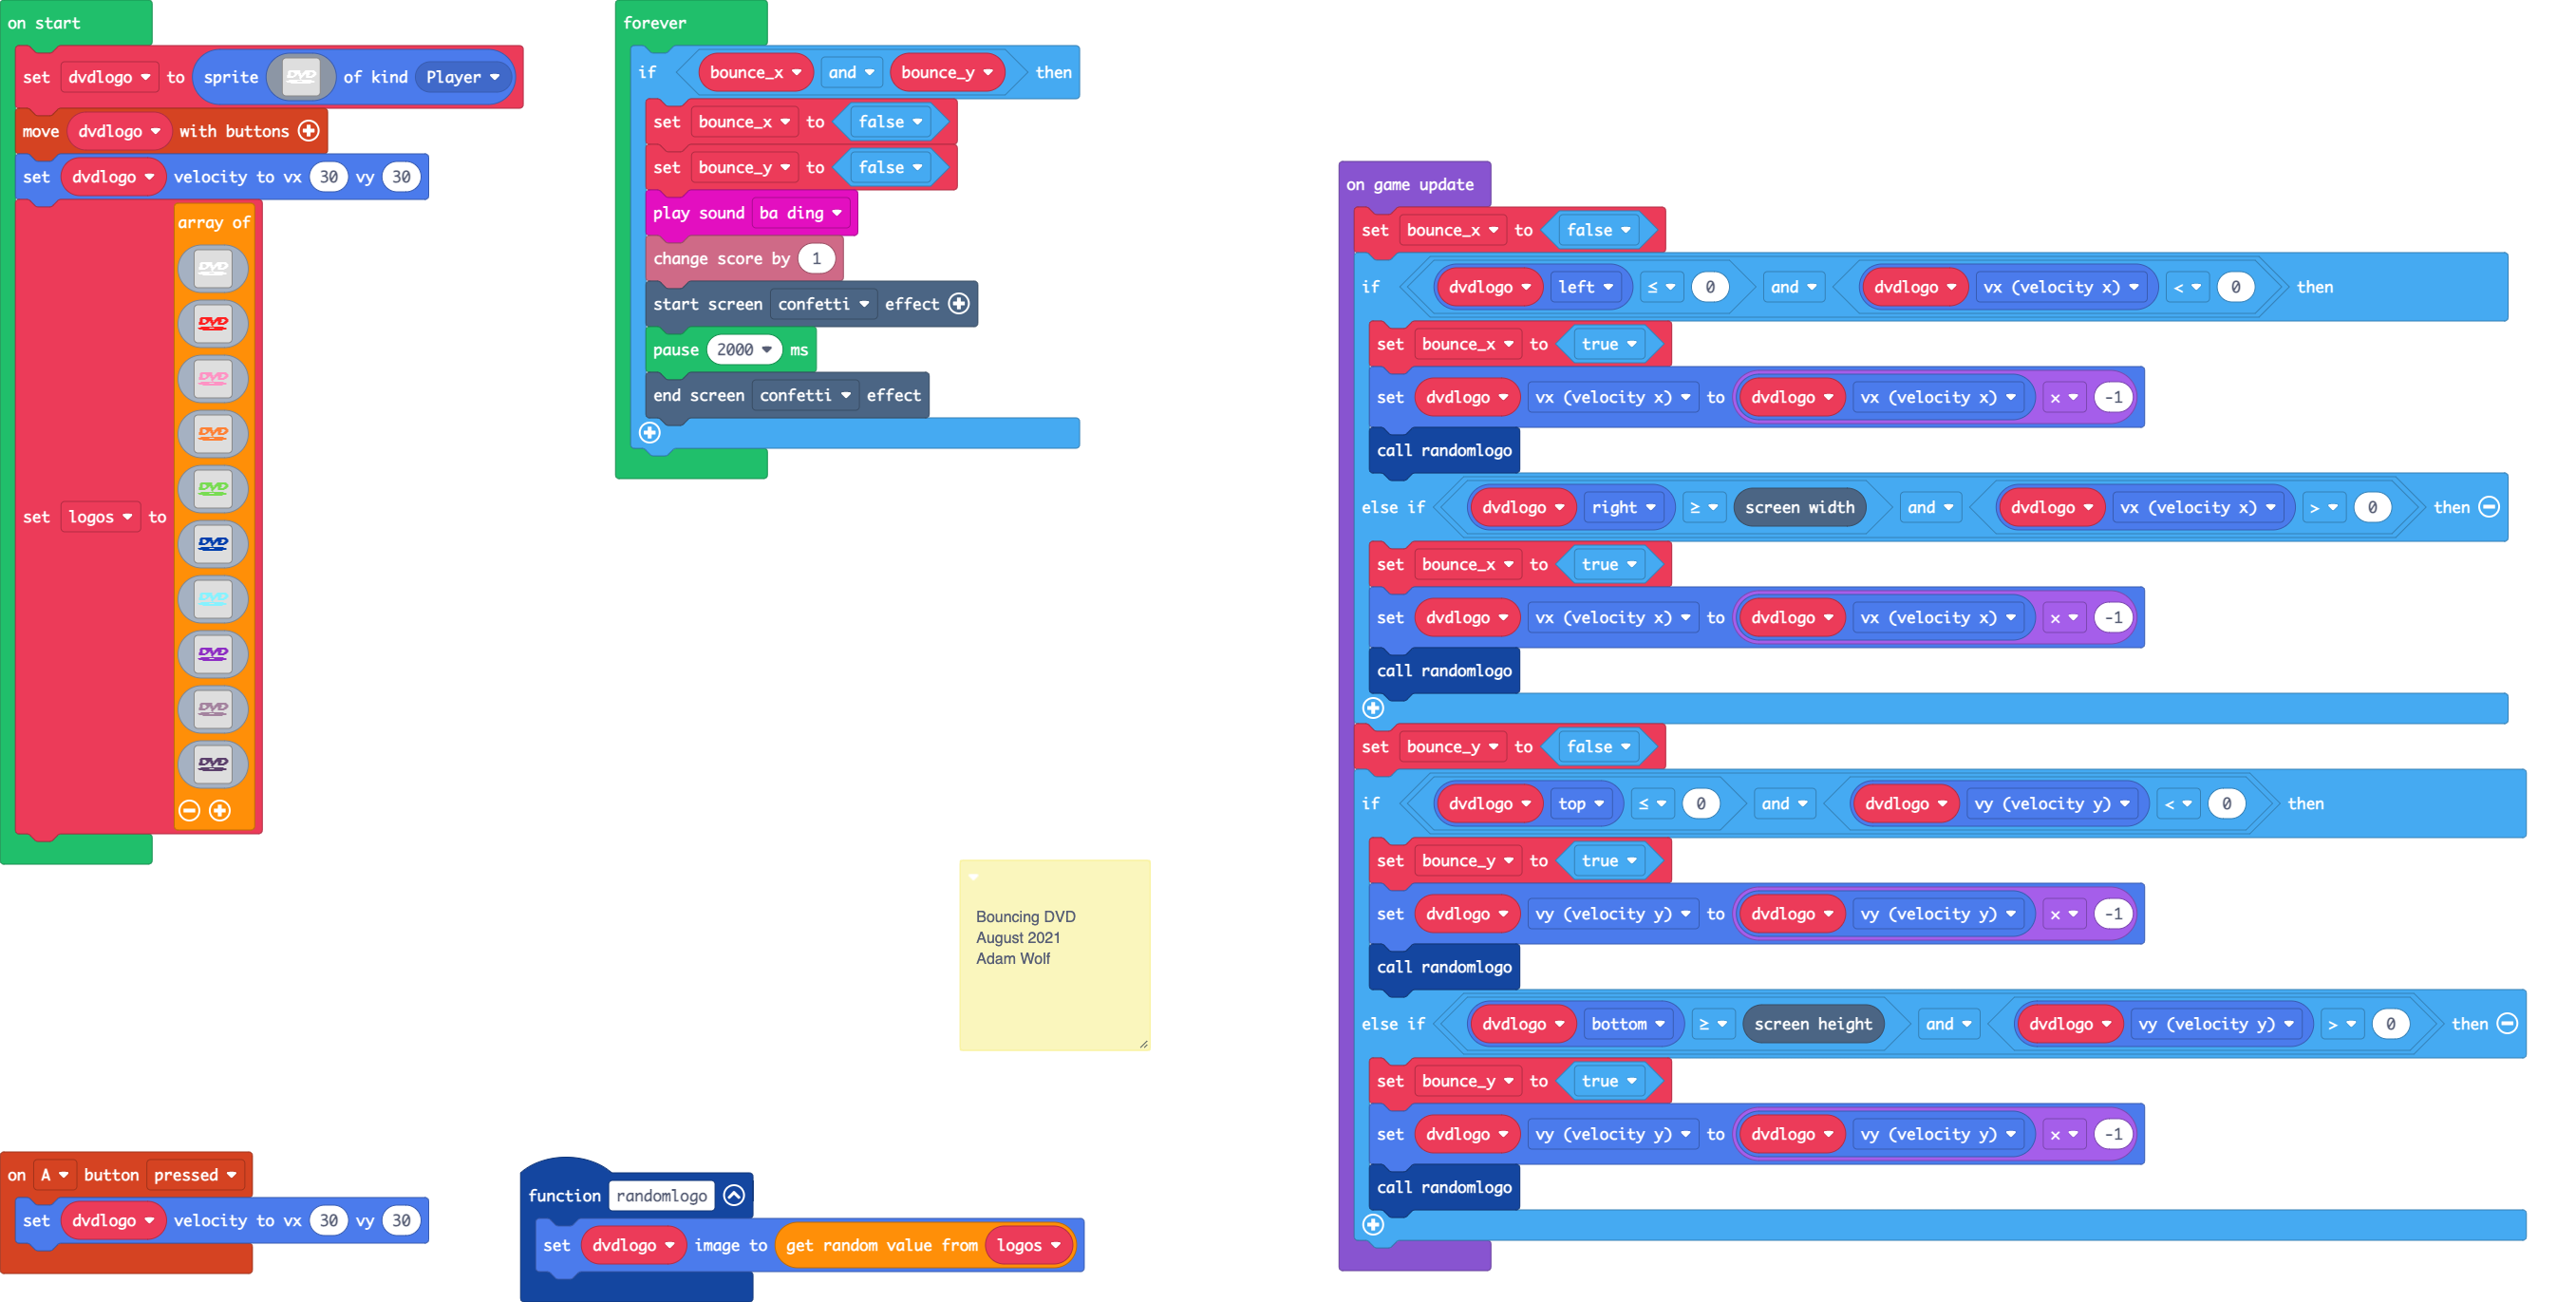 on start
set dvdlogo to sprite DVD of kind Player
move dvdlogo with buttons
set dvdlogo velocity to vx 30 vy 30
set logos to
array of
DVD
DVD
DVD
DVD
DVD
DVD
DVD
DVD
DVD
DVD
forever
if bounce_x and bounce_y then
set bounce_x to false
set bounce_y to false
play sound ba ding
change score by 1
start screen confetti effect
pause 2000 ms
end screen confetti effect
Bouncing DVD
August 2021
Adam Wolf
on A button pressed
set dvdlogo velocity to vx 30 vy 30
function randomlogo
set dvdlogo image to get random value from logos
on game update
set bounce_x to false
if dvdlogo left ≤ 0 and dvdlogo vx (velocity x) < 0 then
set bounce_x to true
set dvdlogo vx (velocity x) to dvdlogo vx (velocity x) x -1
call randomlogo
else if dvdlogo right ≥ screen width and dvdlogo vx (velocity x) > 0 then
set bounce_x to true
set dvdlogo vx (velocity x) to dvdlogo vx (velocity x) x -1
call randomlogo
set bounce_y to false
if dvdlogo top ≤ 0 and dvdlogo vy (velocity y) < 0 then
set bounce_y to true
set dvdlogo vy (velocity y) to dvdlogo vy (velocity y) x -1
call randomlogo
else if dvdlogo bottom ≥ screen height and dvdlogo vy (velocity y) > 0 then
set bounce_y to true
set dvdlogo vy (velocity y) to dvdlogo vy (velocity y) x -1
call randomlogo